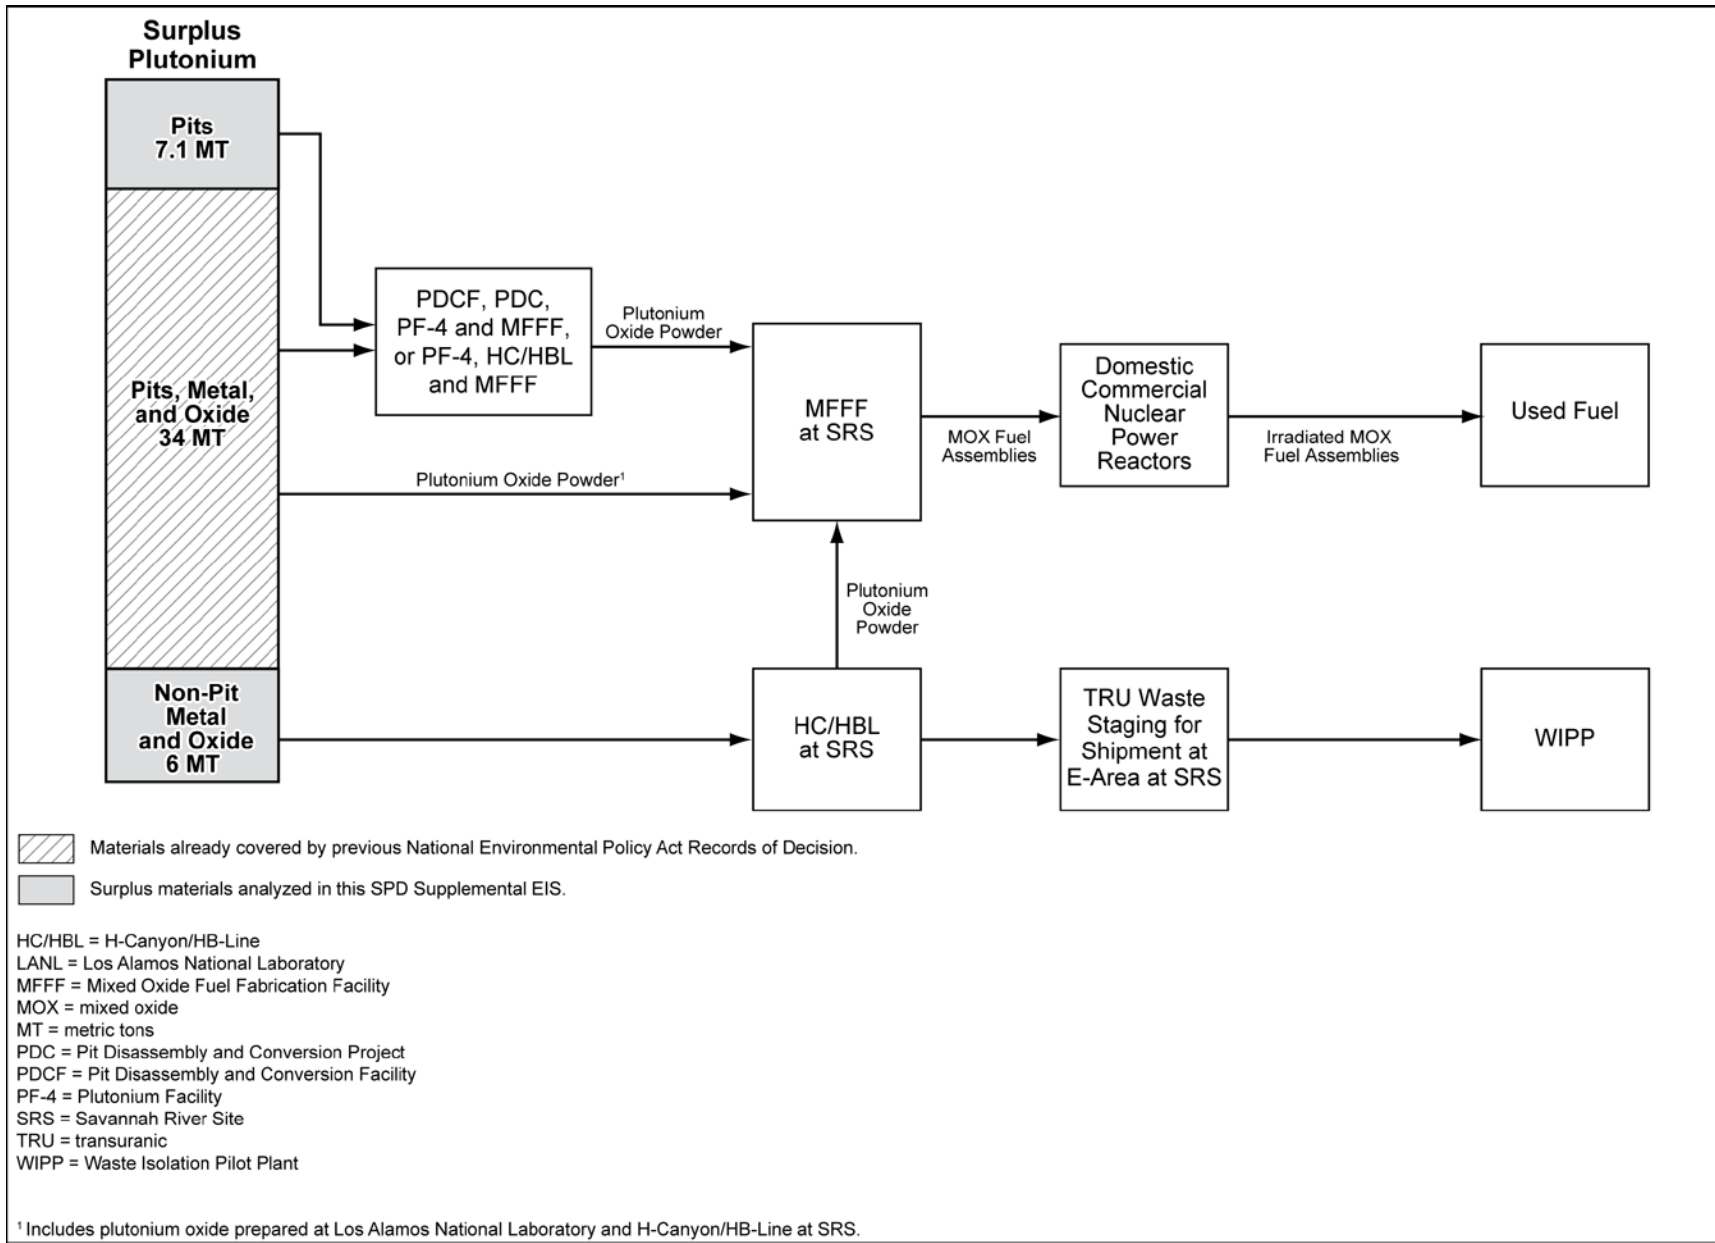 Surplus
Plutonium
Pits
7.1 MT
Pits, Metal,
and Oxide
34 MT
Non-Pit
Metal
and Oxide
6 MT
PDCF, PDC,
PF-4 and MFFF,
or PF-4, HC/HBL
and MFFF
Plutonium
Oxide Powder
Plutonium Oxide Powder¹
MFFF
at SRS
MOX Fuel
Assemblies
Domestic
Commercial
Nuclear
Power
Reactors
Irradiated MOX
Fuel Assemblies
Used Fuel
Plutonium
Oxide
Powder
HC/HBL
at SRS
TRU Waste
Staging for
Shipment at
E-Area at SRS
WIPP
Materials already covered by previous National Environmental Policy Act Records of Decision.
Surplus materials analyzed in this SPD Supplemental EIS.
HC/HBL = H-Canyon/HB-Line
LANL = Los Alamos National Laboratory
MFFF = Mixed Oxide Fuel Fabrication Facility
MOX = mixed oxide
MT = metric tons
PDC = Pit Disassembly and Conversion Project
PDCF = Pit Disassembly and Conversion Facility
PF-4 = Plutonium Facility
SRS = Savannah River Site
TRU = transuranic
WIPP = Waste Isolation Pilot Plant
¹ Includes plutonium oxide prepared at Los Alamos National Laboratory and H-Canyon/HB-Line at SRS.